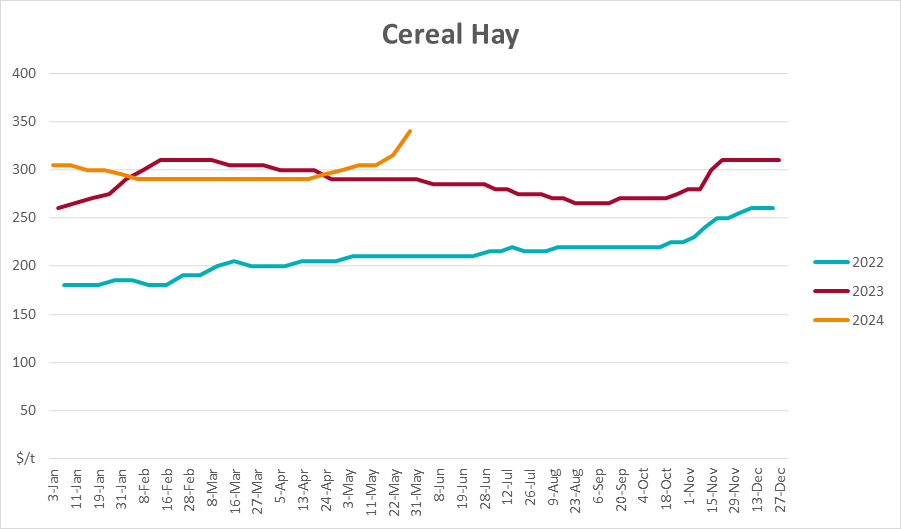 Cereal Hay
400
350
300
250
200
150
100
50
$/t
3-Jan
11-Jan
19-Jan
31-Jan
8-Feb
16-Feb
28-Feb
8-Mar
16-Mar
27-Mar
5-Apr
13-Apr
24-Apr
3-May
11-May
22-May
31-May
8-Jun
19-Jun
28-Jun
12-Jul
26-Jul
9-Aug
23-Aug
6-Sep
20-Sep
4-Oct
18-Oct
1-Nov
15-Nov
29-Nov
13-Dec
27-Dec
2022
2023
2024